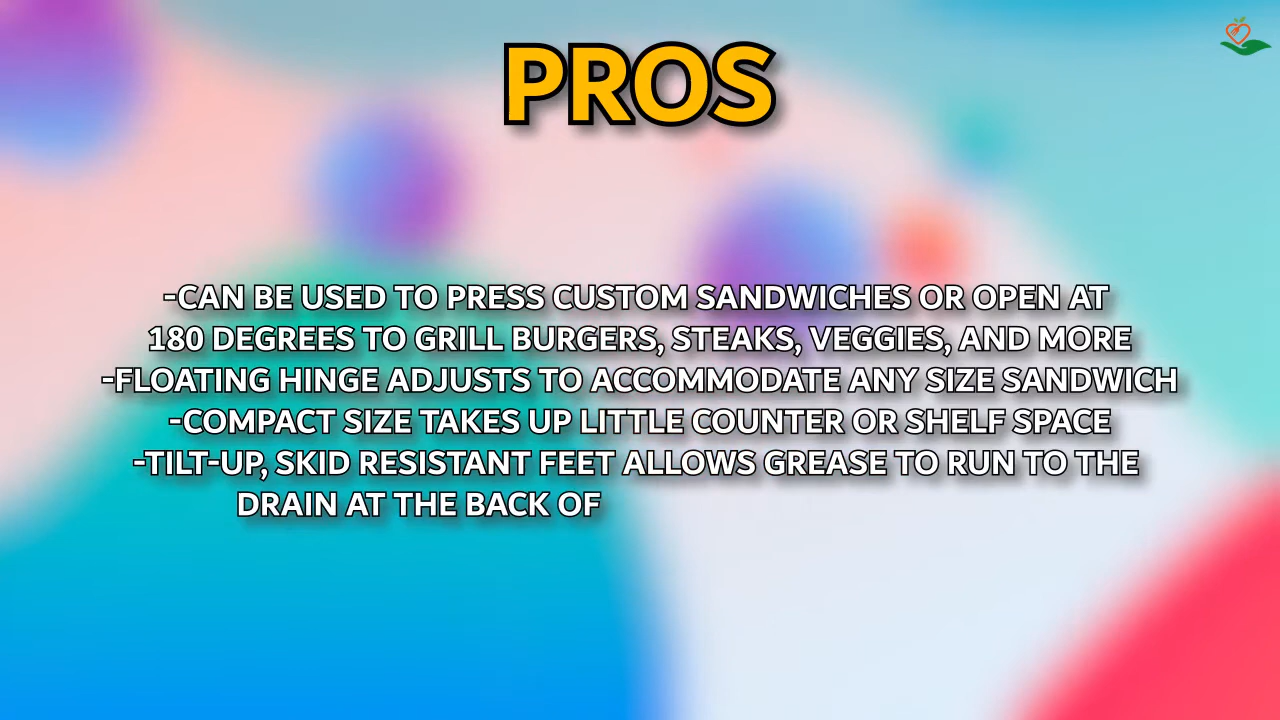 PROS
-CAN BE USED TO PRESS CUSTOM SANDWICHES OR OPEN AT
180 DEGREES TO GRILL BURGERS, STEAKS, VEGGIES, AND MORE
-FLOATING HINGE ADJUSTS TO ACCOMMODATE ANY SIZE SANDWICH
-COMPACT SIZE TAKES UP LITTLE COUNTER OR SHELF SPACE
-TILT-UP, SKID RESISTANT FEET ALLOWS GREASE TO RUN TO THE
DRAIN AT THE BACK OF